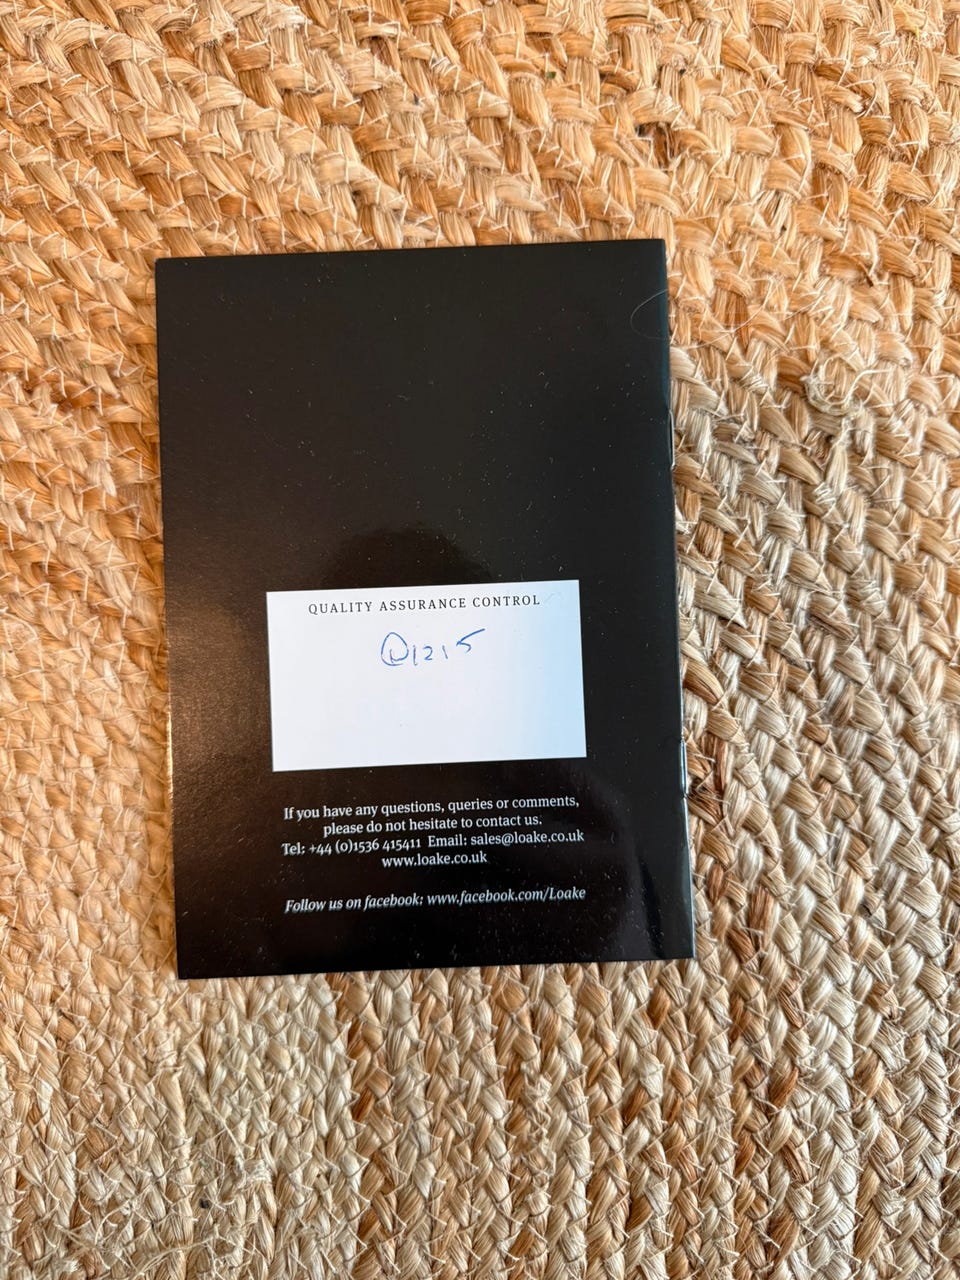 QUALITY ASSURANCE CONTROL
1215
If you have any questions, queries or comments,
please do not hesitate to contact us.
Tel: +44 (0)1536 415411 Email: sales@loake.co.uk
www.loake.co.uk
Follow us on facebook: www.facebook.com/Loake